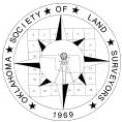 OKLAHOMA ★ SOCIETY ★ OF ★ LAND ★ SURVEYORS
1969